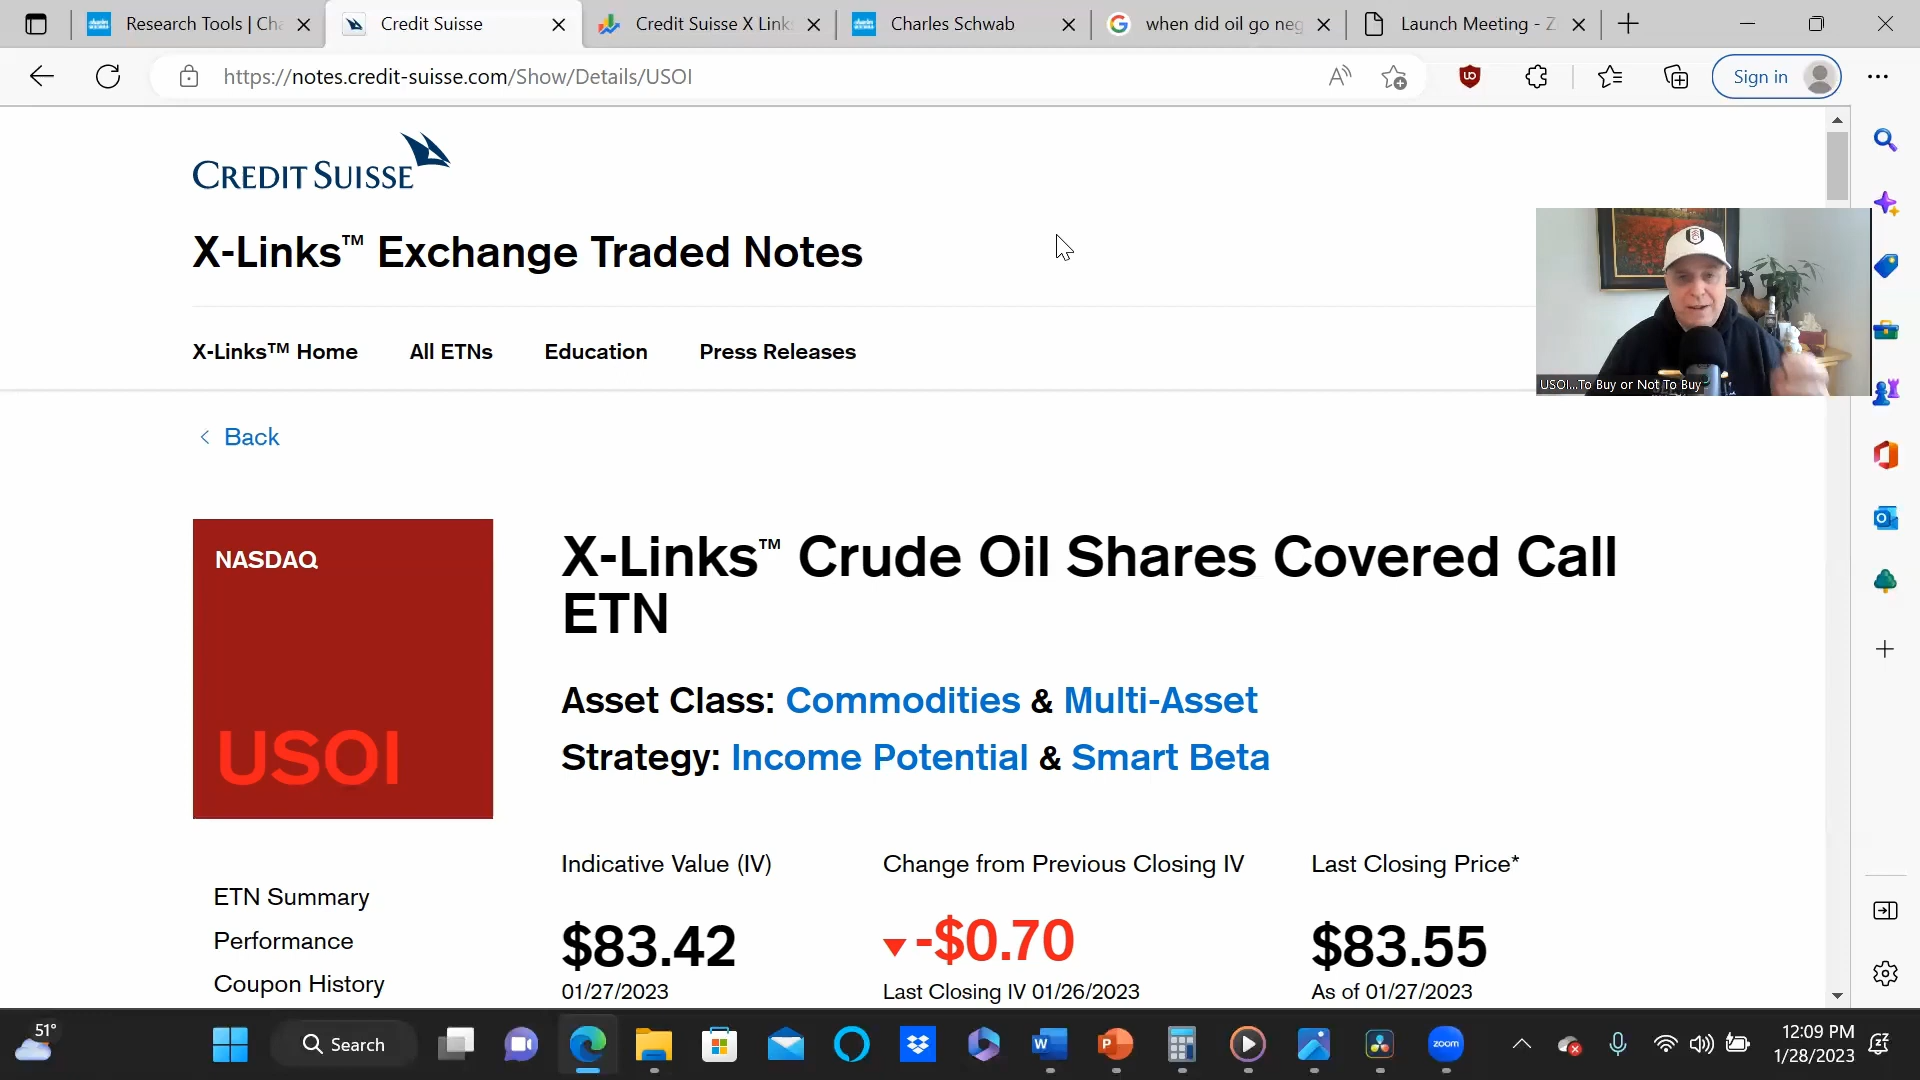 Research Tools | Cha
Credit Suisse
Credit Suisse X Link
Charles Schwab
when did oil go neg
Launch Meeting - Z
https://notes.credit-suisse.com/Show/Details/USOI
Sign in
CREDIT SUISSE
X-Links™ Exchange Traded Notes
X-Links™ Home
All ETNs
Education
Press Releases
USOI...To Buy or Not To Buy
Back
NASDAQ
USOI
X-Links™ Crude Oil Shares Covered Call
ETN
Asset Class: Commodities & Multi-Asset
Strategy: Income Potential & Smart Beta
Indicative Value (IV)
Change from Previous Closing IV
Last Closing Price*
ETN Summary
Performance
Coupon History
$83.42
-$0.70
$83.55
01/27/2023
Last Closing IV 01/26/2023
As of 01/27/2023
51°
Search
zoom
12:09 PM
1/28/2023